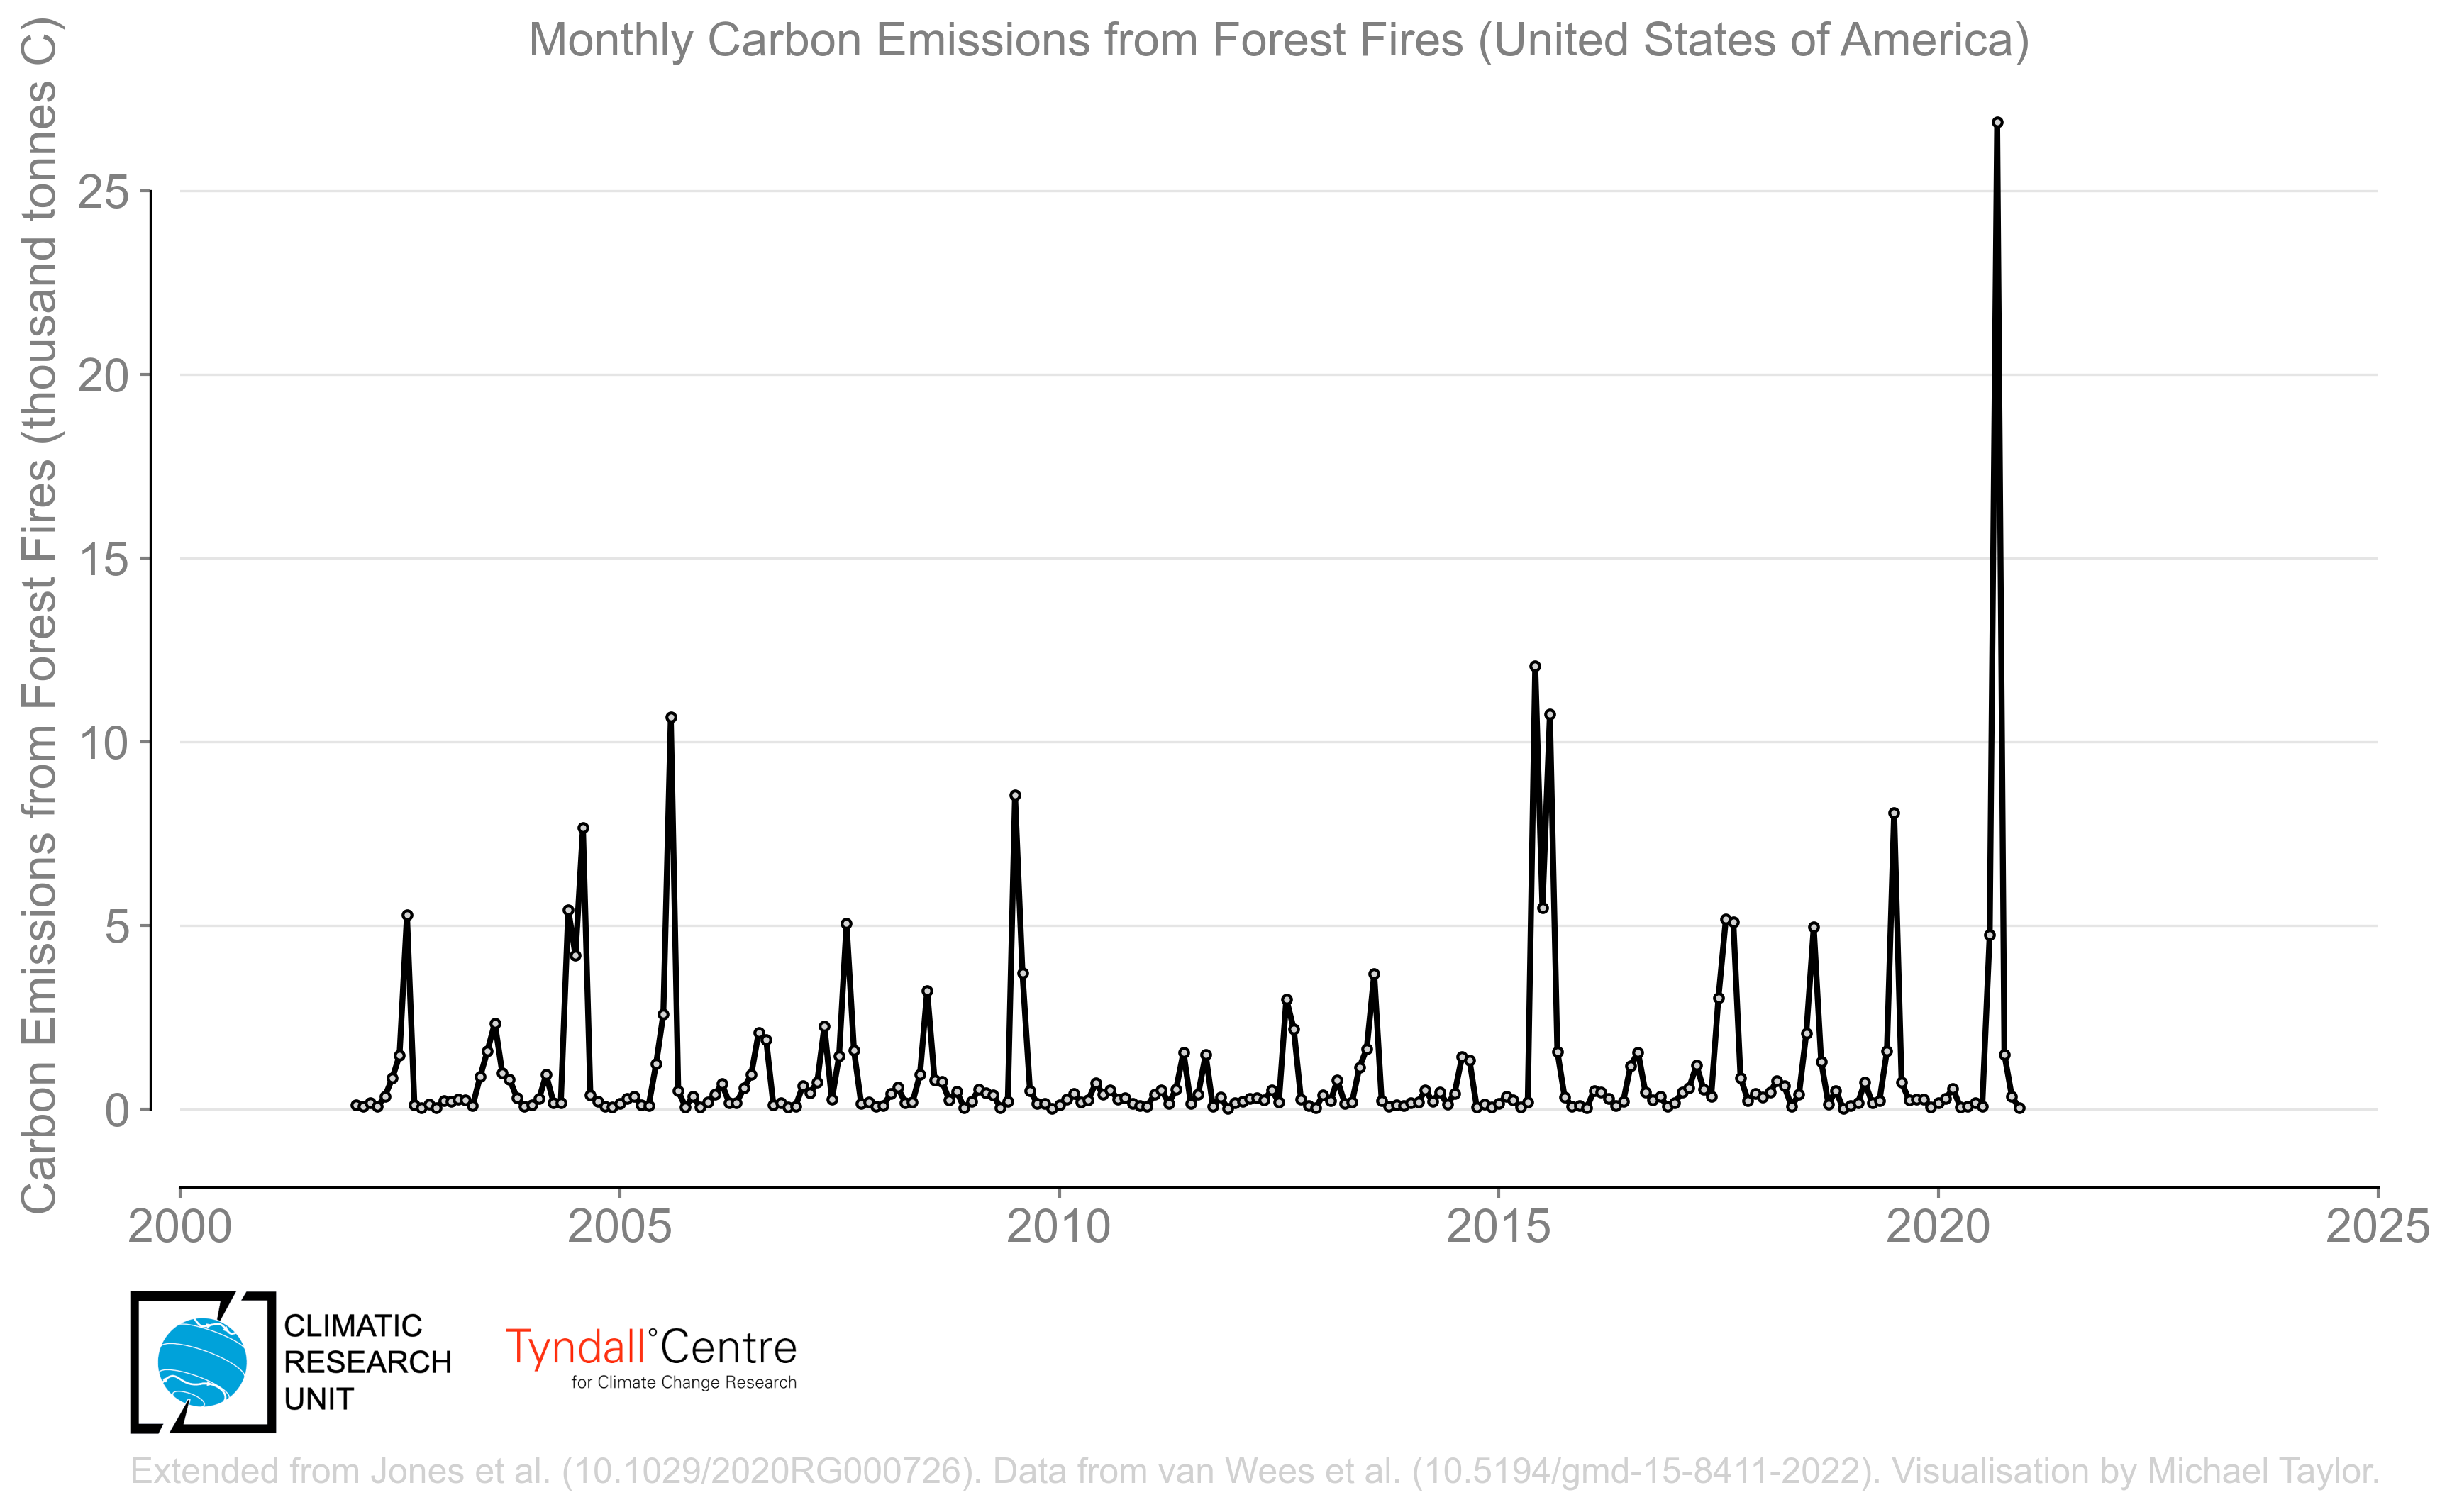 Monthly Carbon Emissions from Forest Fires (United States of America)
Carbon Emissions from Forest Fires (thousand tonnes C)
25
20
15
10
5
0
2000 2005 2010 2015 2020 2025
CLIMATIC
RESEARCH
UNIT
Tyndall°Centre
for Climate Change Research
Extended from Jones et al. (10.1029/2020RG000726). Data from van Wees et al. (10.5194/gmd-15-8411-2022). Visualisation by Michael Taylor.